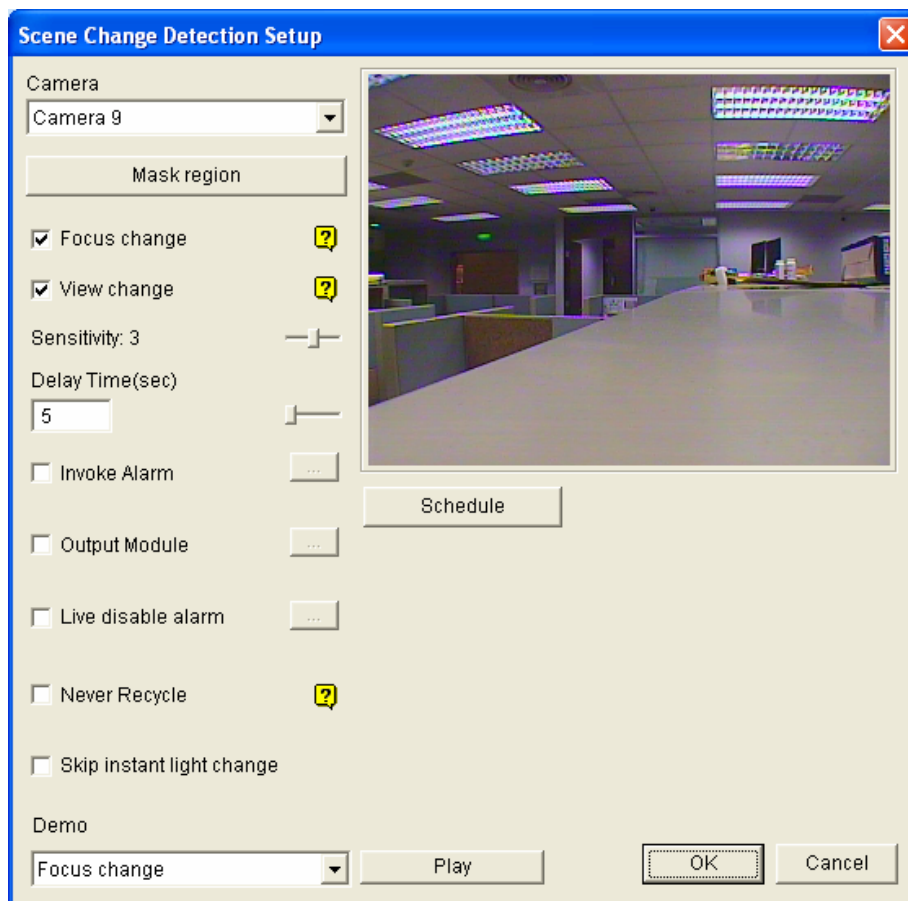 Scene Change Detection Setup
Camera
Camera 9
Mask region
Focus change
View change
Sensitivity: 3
Delay Time(sec)
5
Invoke Alarm
...
Output Module
...
Live disable alarm
...
Never Recycle
Skip instant light change
Schedule
Demo
Focus change
Play
OK
Cancel